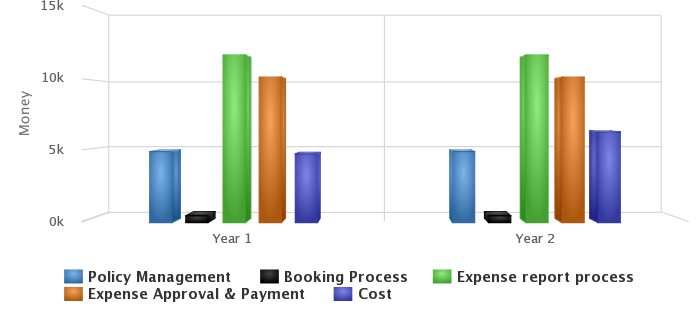 15k
10k
5k
0k
Money
Year 1
Year 2
Policy Management
Booking Process
Expense report process
Expense Approval & Payment
Cost